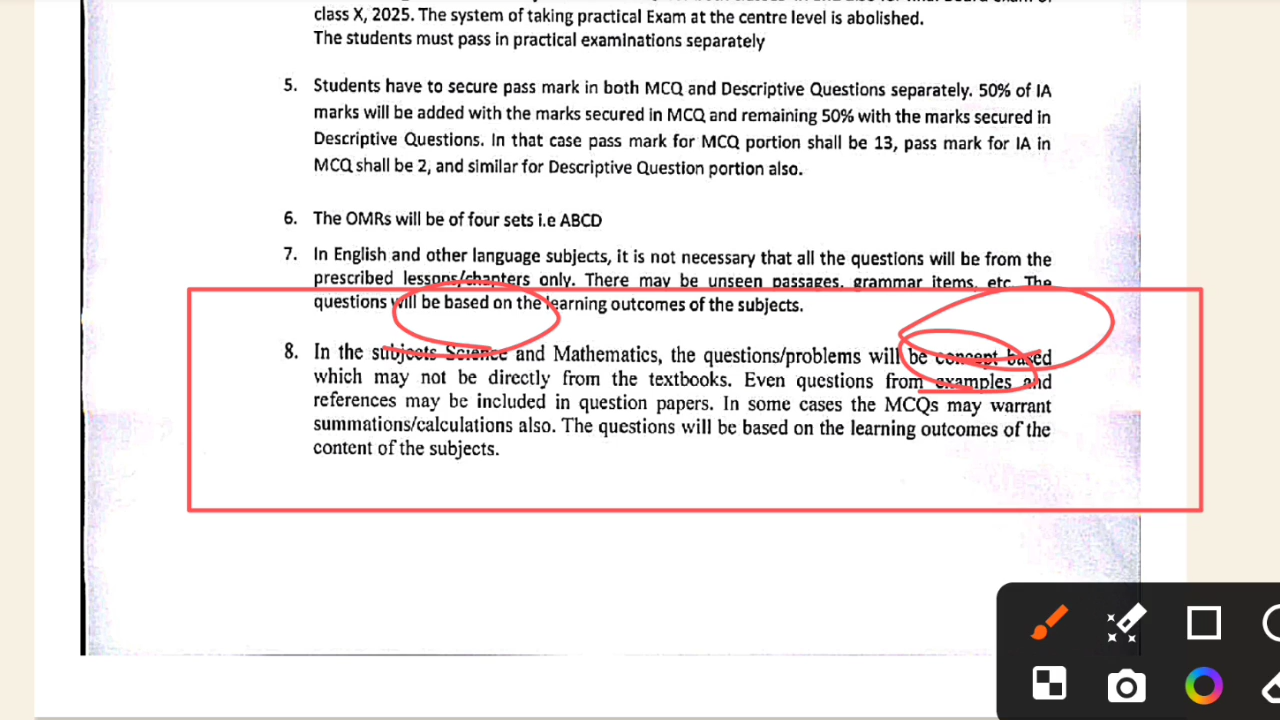 class X, 2025. The system of taking practical Exam at the centre level is abolished.
The students must pass in practical examinations separately
5. Students have to secure pass mark in both MCQ and Descriptive Questions separately. 50% of IA
marks will be added with the marks secured in MCQ and remaining 50% with the marks secured in
Descriptive Questions. In that case pass mark for MCQ portion shall be 13, pass mark for IA in
MCQ shall be 2, and similar for Descriptive Question portion also.
6. The OMRs will be of four sets i.e ABCD
7. In English and other language subjects, it is not necessary that all the questions will be from the
prescribed lessons/chapters only. There may be unseen passages, grammar items, etc. The
questions will be based on the learning outcomes of the subjects.
8. In the subjects Science and Mathematics, the questions/problems will be concept based
which may not be directly from the textbooks. Even questions from examples and
references may be included in question papers. In some cases the MCQs may warrant
summations/calculations also. The questions will be based on the learning outcomes of the
content of the subjects.